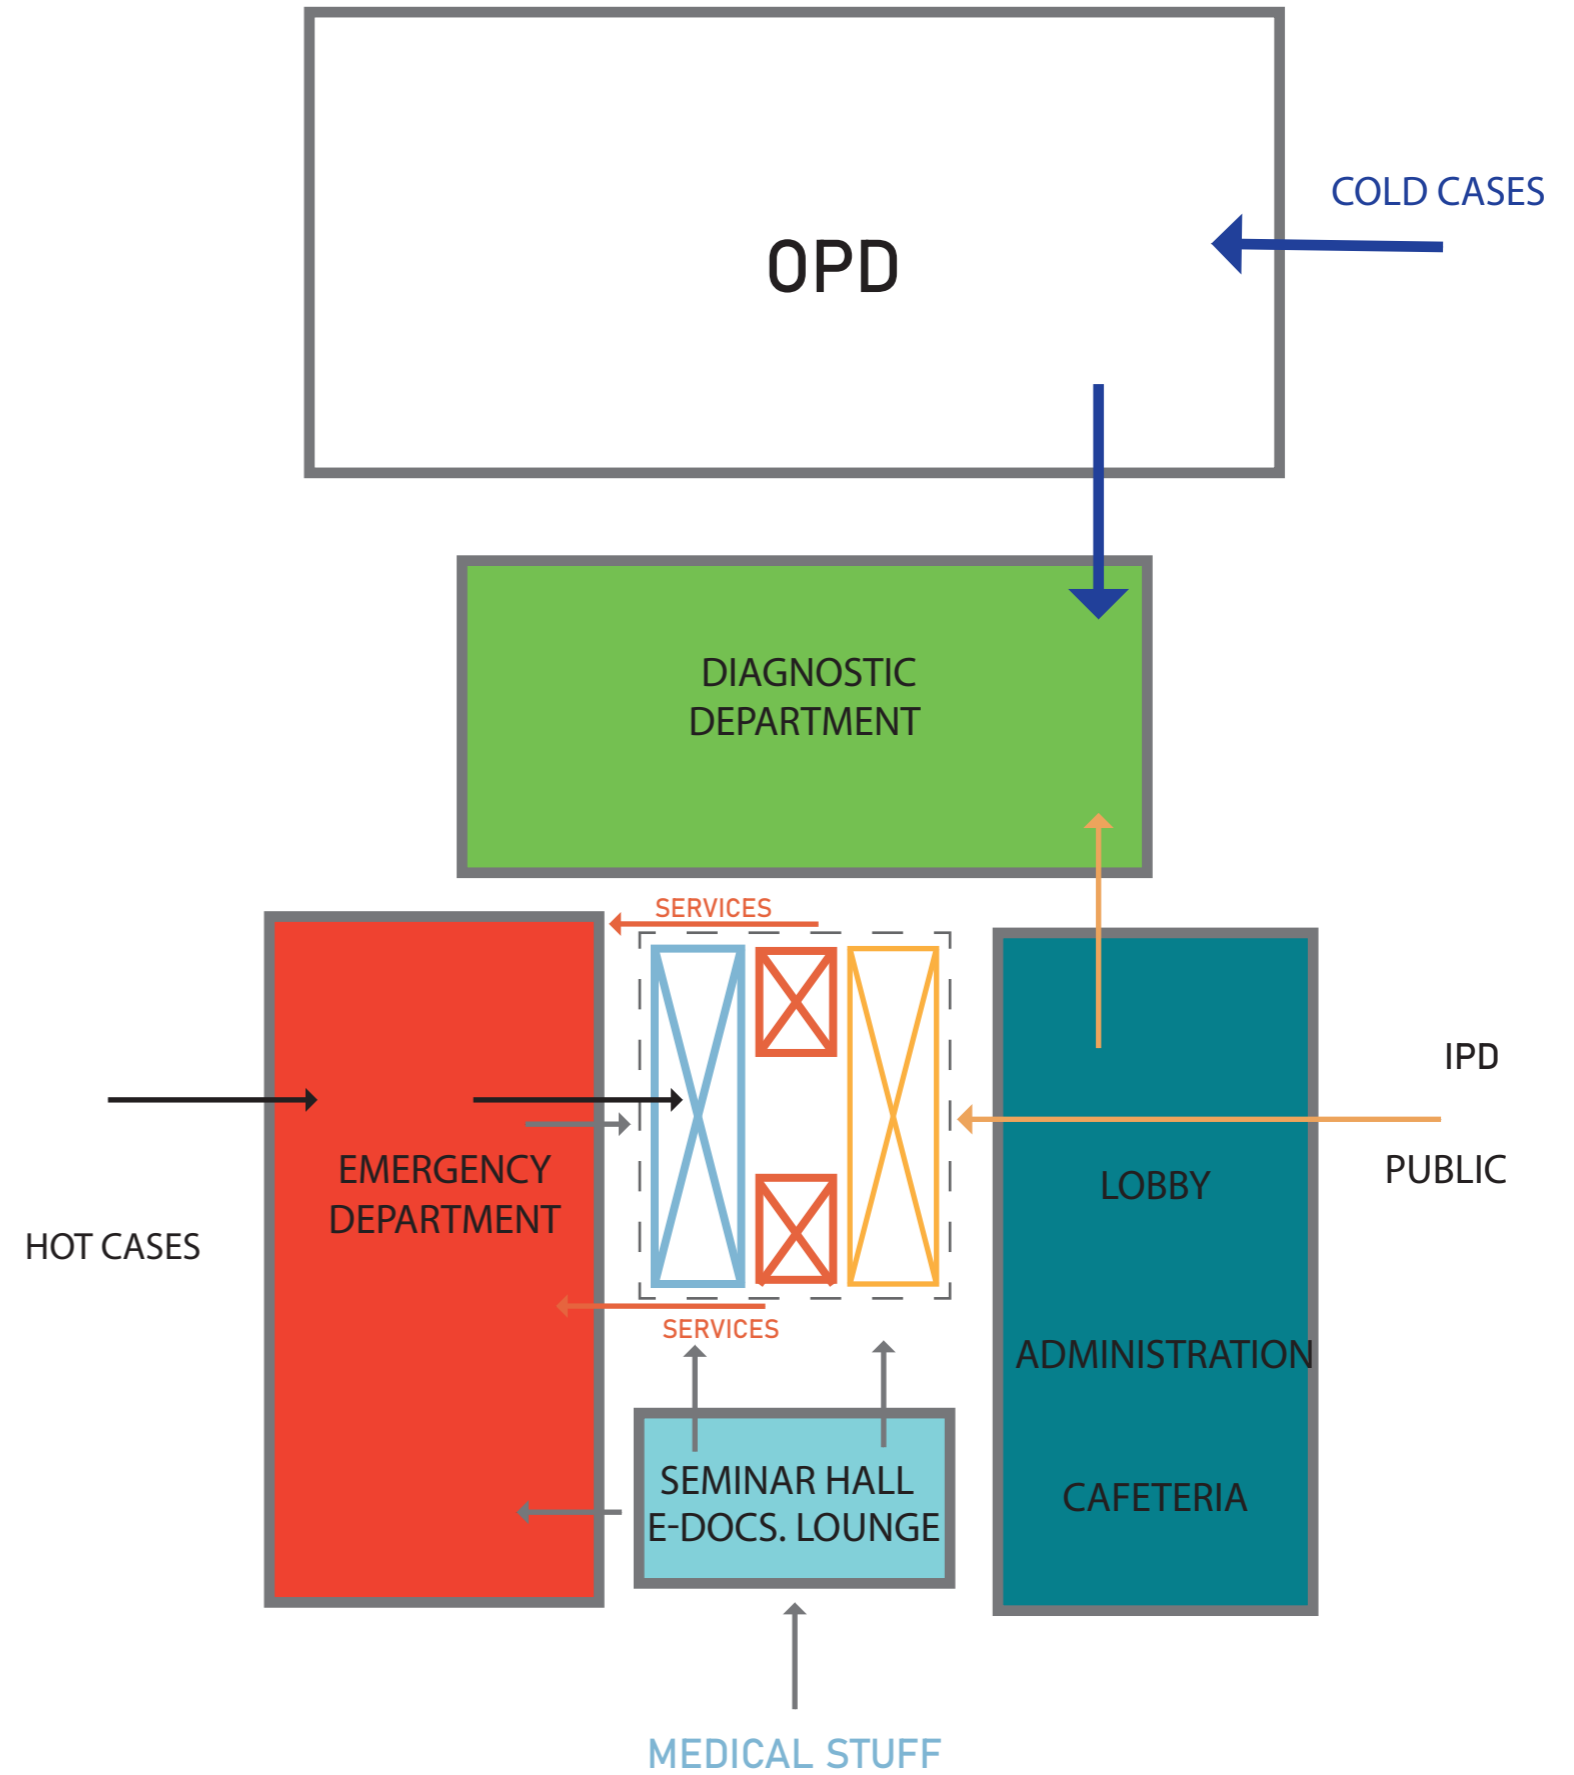 COLD CASES
OPD
DIAGNOSTIC
DEPARTMENT
SERVICES
IPD
PUBLIC
EMERGENCY
DEPARTMENT
LOBBY
HOT CASES
SERVICES
ADMINISTRATION
SEMINAR HALL
E-DOCS. LOUNGE
CAFETERIA
MEDICAL STUFF